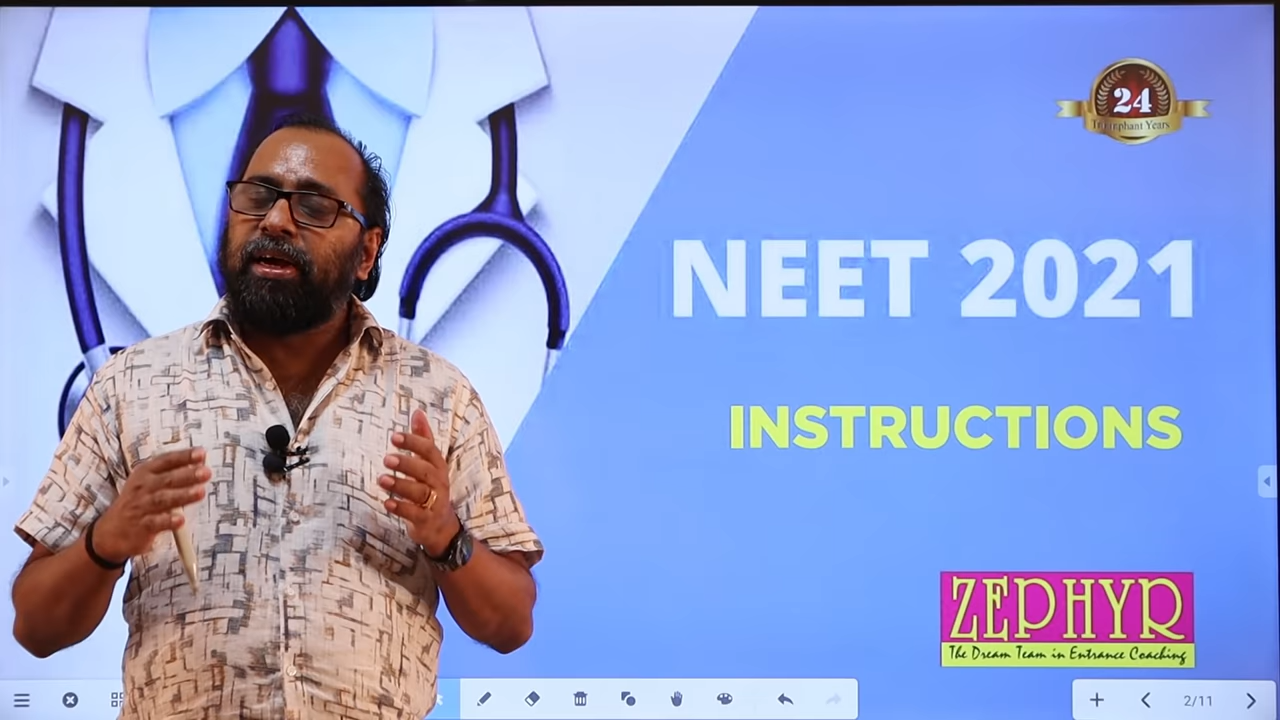 24
Triumphant Years
NEET 2021
INSTRUCTIONS
ZEPHYR
The Dream Team in Entrance Coaching
2/11